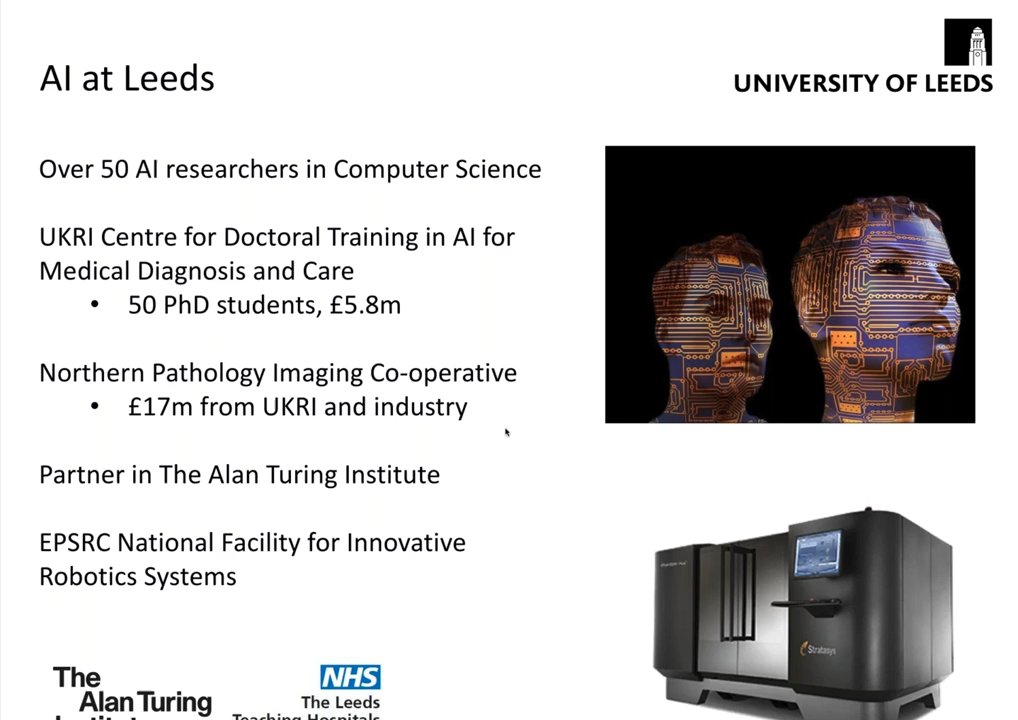 AI at Leeds
UNIVERSITY OF LEEDS
Over 50 AI researchers in Computer Science
UKRI Centre for Doctoral Training in AI for
Medical Diagnosis and Care
• 50 PhD students, £5.8m
Northern Pathology Imaging Co-operative
• £17m from UKRI and industry
Partner in The Alan Turing Institute
EPSRC National Facility for Innovative
Robotics Systems
Stratasys
The
Alan Turing
Institute
NHS
The Leeds
Teaching Hospitals